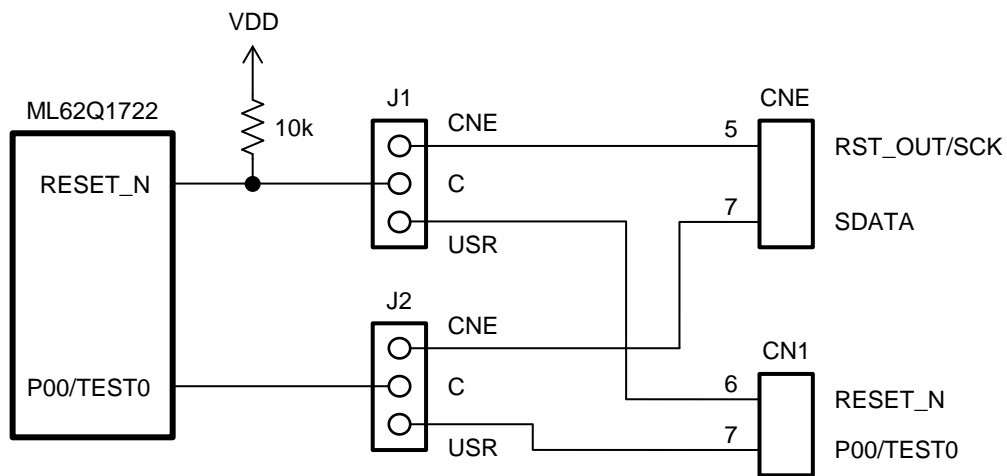 VDD
ML62Q1722
10k
RESET_N
P00/TEST0
J1
CNE
C
USR
J2
CNE
C
USR
CNE
5
RST_OUT/SCK
7
SDATA
CN1
6
RESET_N
7
P00/TEST0